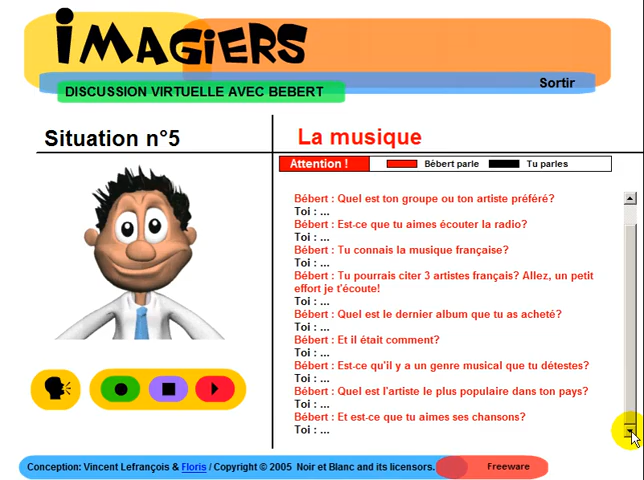 iMAGiERS
DISCUSSION VIRTUELLE AVEC BEBERT
Sortir
Situation n°5
La musique
Attention !
Bébert parle
Tu parles
Bébert : Quel est ton groupe ou ton artiste préféré?
Toi : ...
Bébert : Est-ce que tu aimes écouter la radio?
Toi : ...
Bébert : Tu connais la musique française?
Toi : ...
Bébert : Tu pourrais citer 3 artistes français? Allez, un petit
effort je t'écoute!
Toi : ...
Bébert : Quel est le dernier album que tu as acheté?
Toi : ...
Bébert : Et il était comment?
Toi : ...
Bébert : Est-ce qu'il y a un genre musical que tu détestes?
Toi : ...
Bébert : Quel est l'artiste le plus populaire dans ton pays?
Toi : ...
Bébert : Et est-ce que tu aimes ses chansons?
Toi : ...
Conception: Vincent Lefrançois & Floris / Copyright © 2005 Noir et Blanc and its licensors.
Freeware